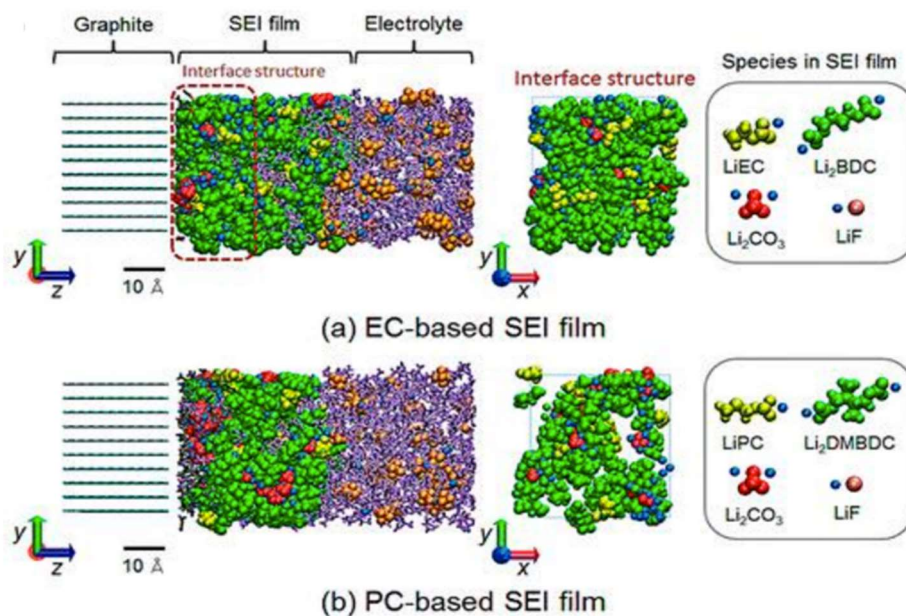 Graphite SEI film Electrolyte
Interface structure
Interface structure
Species in SEI film
LiEC Li₂BDC
Li₂CO₃ LiF
y
z
10 Å
y
x
(a) EC-based SEI film
LiPC Li₂DMBDC
Li₂CO₃ LiF
y
z
10 Å
y
x
(b) PC-based SEI film